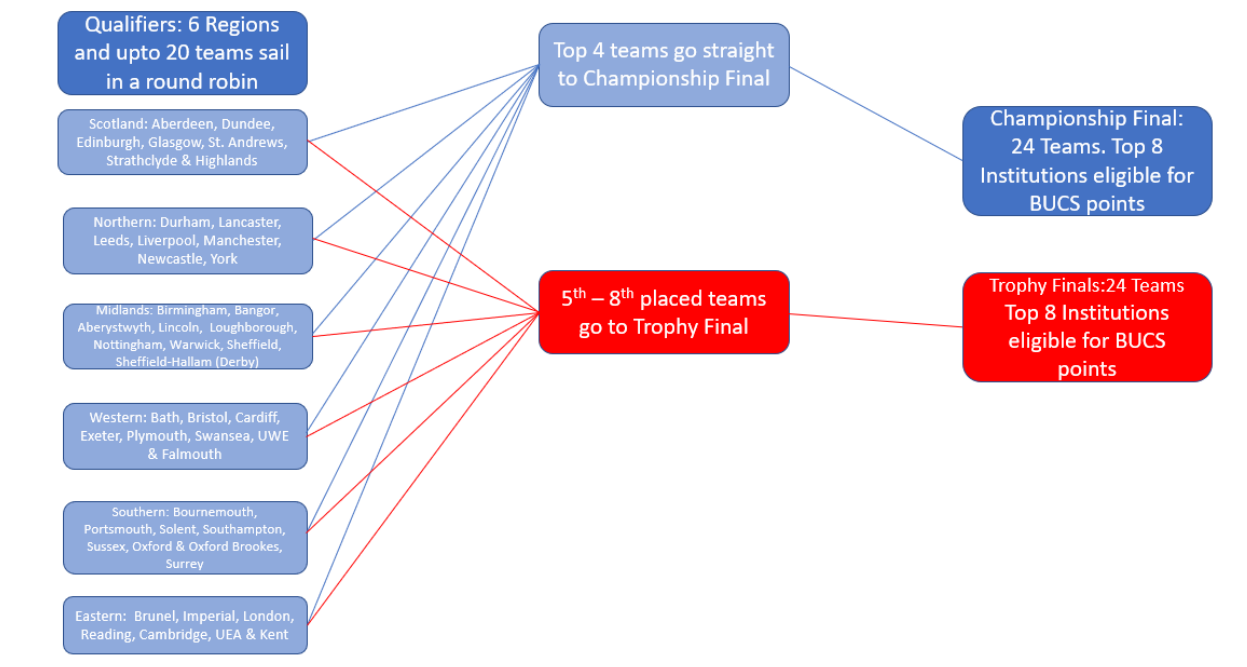 Qualifiers: 6 Regions
and upto 20 teams sail
in a round robin
Scotland: Aberdeen, Dundee,
Edinburgh, Glasgow, St. Andrews,
Strathclyde & Highlands
Northern: Durham, Lancaster,
Leeds, Liverpool, Manchester,
Newcastle, York
Midlands: Birmingham, Bangor,
Aberystwyth, Lincoln, Loughborough,
Nottingham, Warwick, Sheffield,
Sheffield-Hallam (Derby)
Western: Bath, Bristol, Cardiff,
Exeter, Plymouth, Swansea, UWE
& Falmouth
Southern: Bournemouth,
Portsmouth, Solent, Southampton,
Sussex, Oxford & Oxford Brookes,
Surrey
Eastern: Brunel, Imperial, London,
Reading, Cambridge, UEA & Kent
Top 4 teams go straight
to Championship Final
5th – 8th placed teams
go to Trophy Final
Championship Final:
24 Teams. Top 8
Institutions eligible for
BUCS points
Trophy Finals:24 Teams
Top 8 Institutions
eligible for BUCS
points